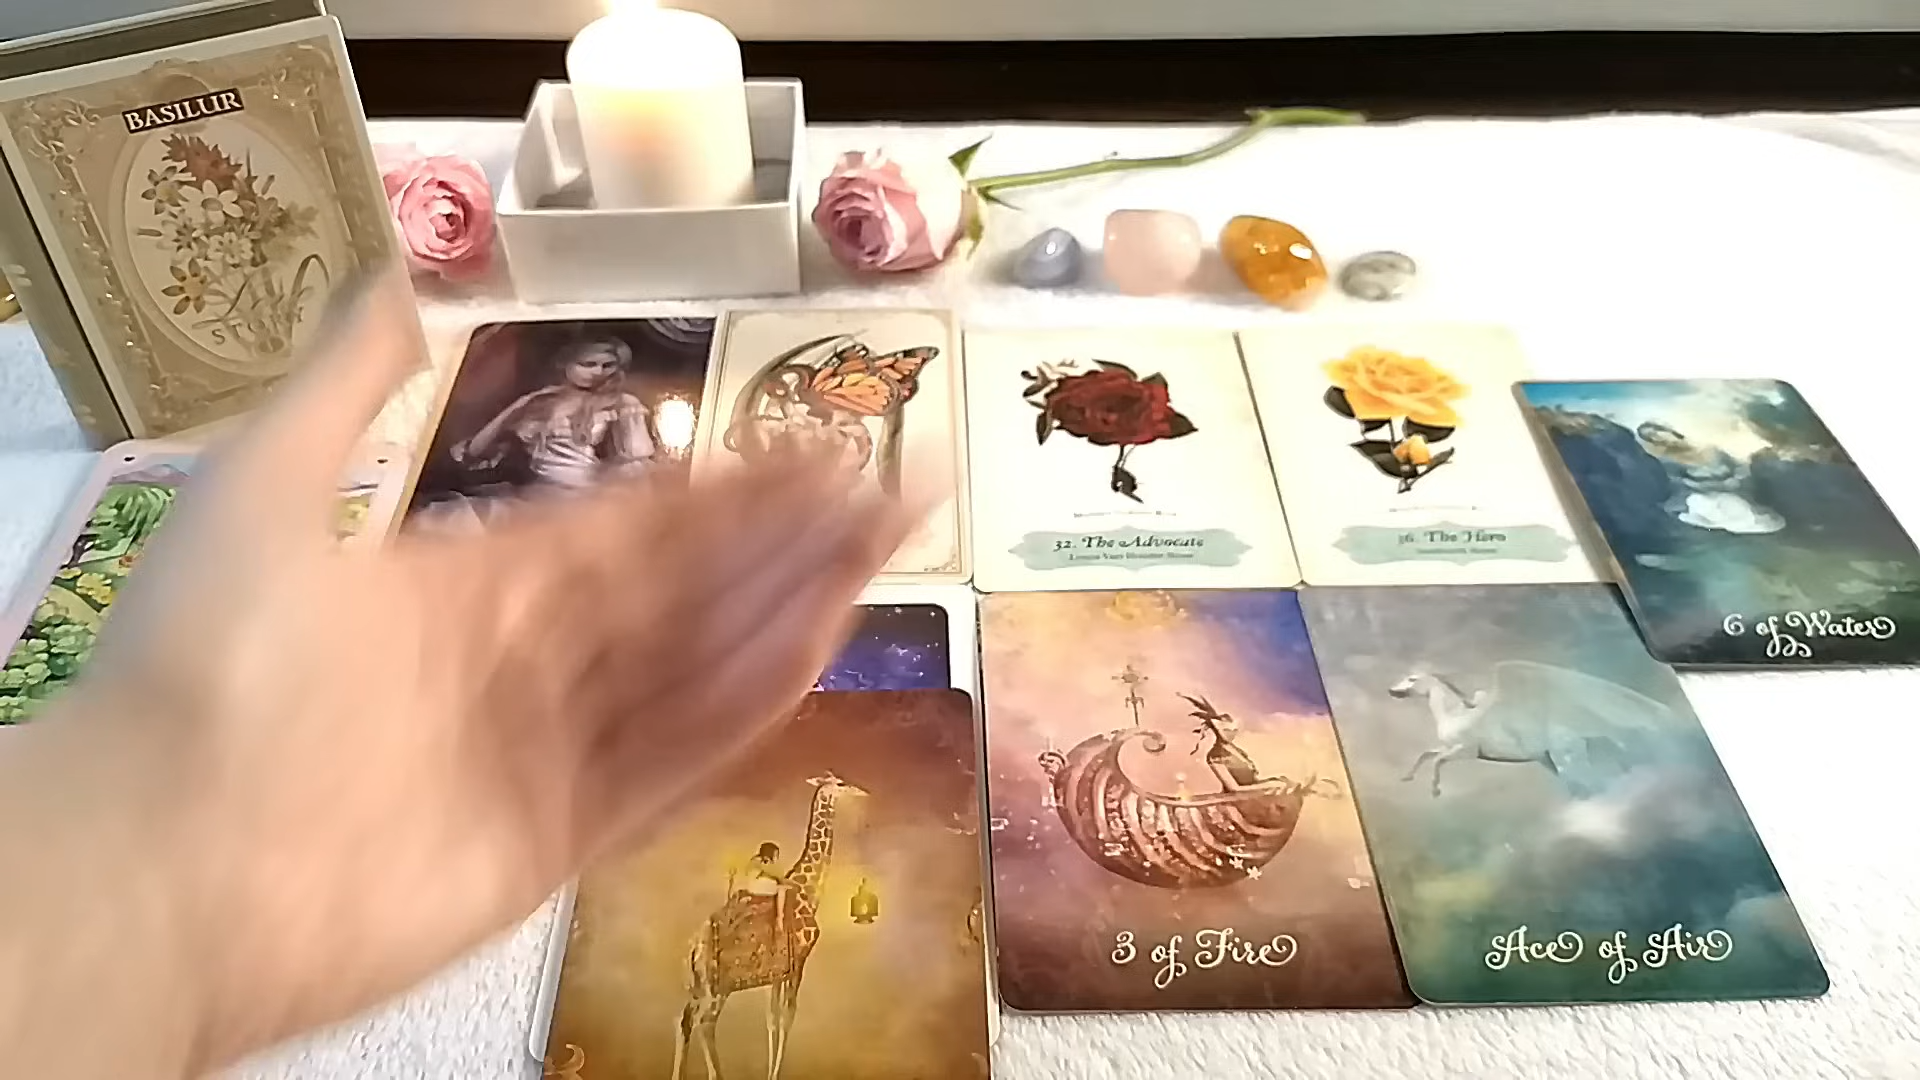 BASILUR
32. The Advocate
36. The Hero
6 of Water
3 of Fire
Ace of Air